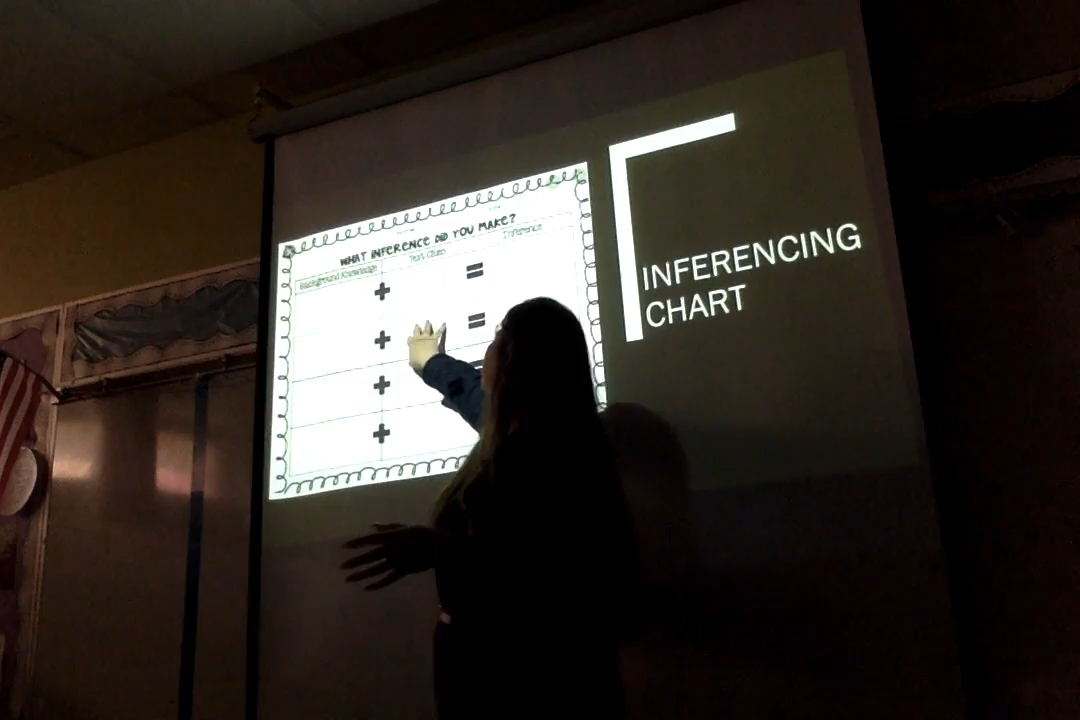 WHAT INFERENCE DID YOU MAKE?
Background Knowledge Text Clues Inference
+ =
+ =
+
+
INFERENCING
CHART